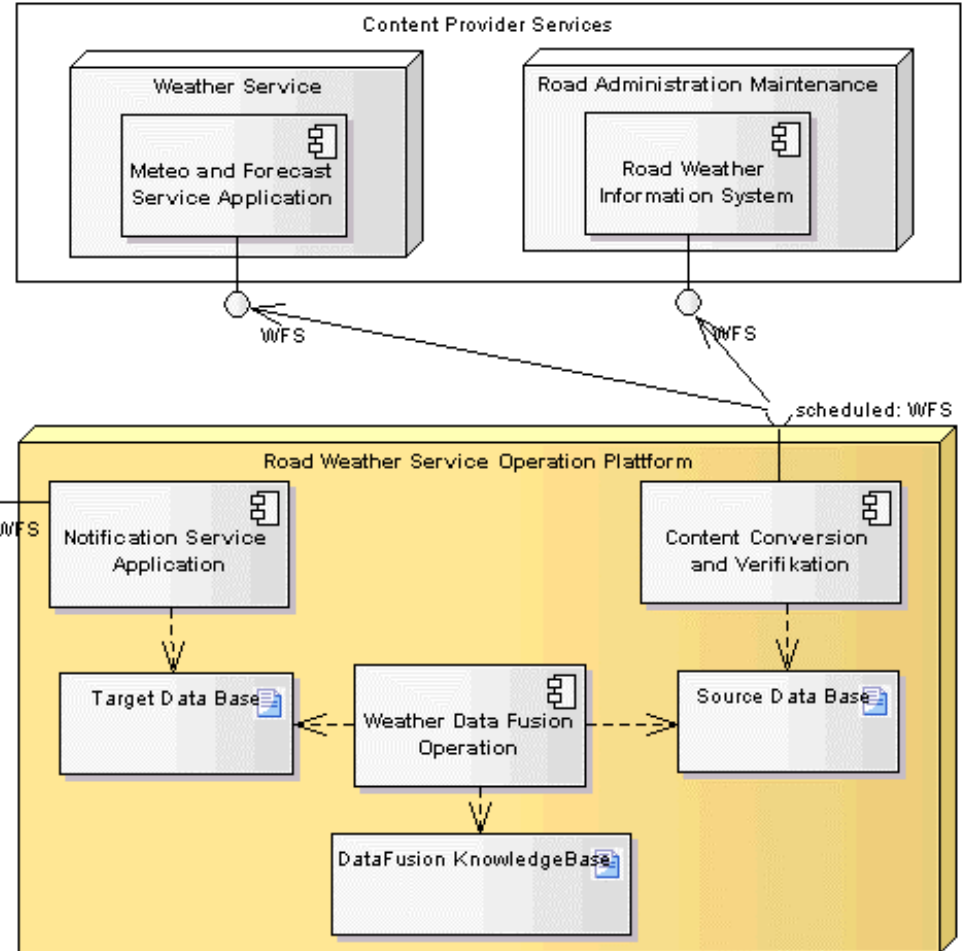 Content Provider Services
Weather Service
Road Administration Maintenance
Meteo and Forecast
Service Application
Road Weather
Information System
WFS
WFS
scheduled: WFS
Road Weather Service Operation Plattform
WFS
Notification Service
Application
Content Conversion
and Verifikation
Target Data Base
Weather Data Fusion
Operation
Source Data Base
DataFusion KnowledgeBase